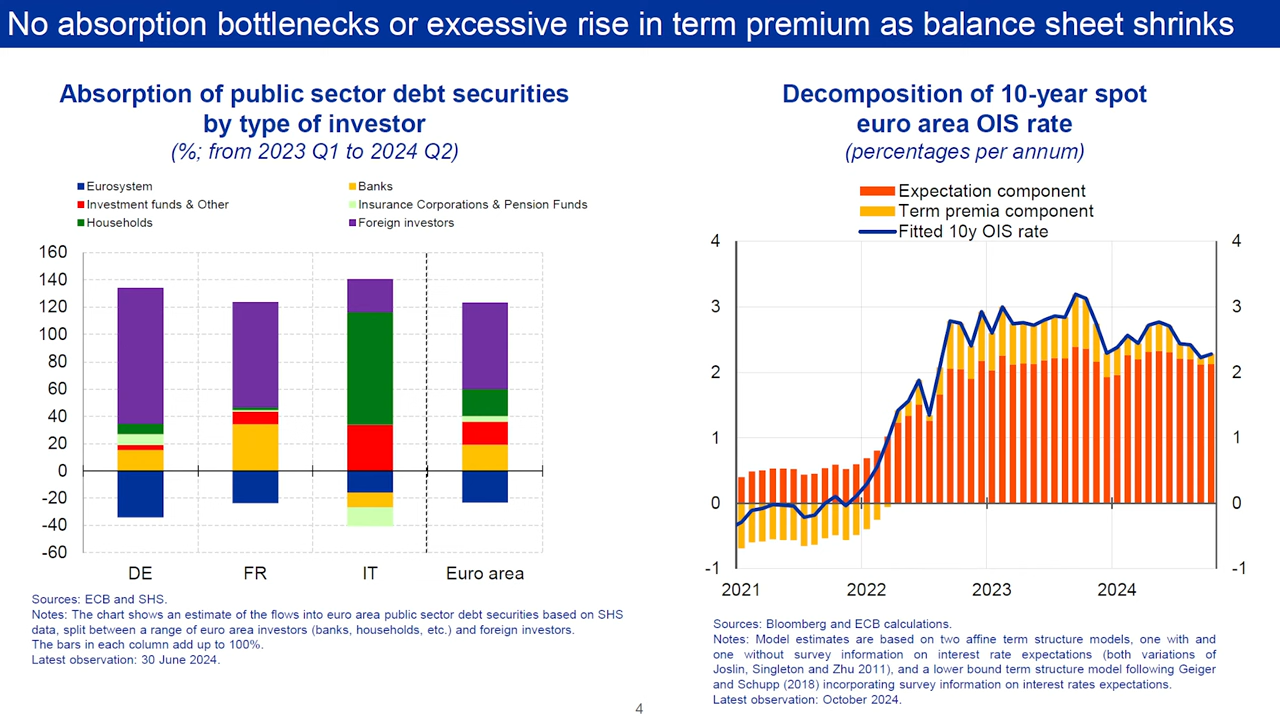 No absorption bottlenecks or excessive rise in term premium as balance sheet shrinks
Absorption of public sector debt securities
by type of investor
(%; from 2023 Q1 to 2024 Q2)
Eurosystem
Banks
Investment funds & Other
Insurance Corporations & Pension Funds
Households
Foreign investors
160
140
120
100
80
60
40
20
0
-20
-40
-60
DE FR IT Euro area
Sources: ECB and SHS.
Notes: The chart shows an estimate of the flows into euro area public sector debt securities based on SHS
data, split between a range of euro area investors (banks, households, etc.) and foreign investors.
The bars in each column add up to 100%.
Latest observation: 30 June 2024.
Decomposition of 10-year spot
euro area OIS rate
(percentages per annum)
Expectation component
Term premia component
Fitted 10y OIS rate
4 4
3 3
2 2
1 1
0 0
-1 -1
2021 2022 2023 2024
Sources: Bloomberg and ECB calculations.
Notes: Model estimates are based on two affine term structure models, one with and
one without survey information on interest rate expectations (both variations of
Joslin, Singleton and Zhu 2011), and a lower bound term structure model following Geiger
and Schupp (2018) incorporating survey information on interest rates expectations.
Latest observation: October 2024.
4